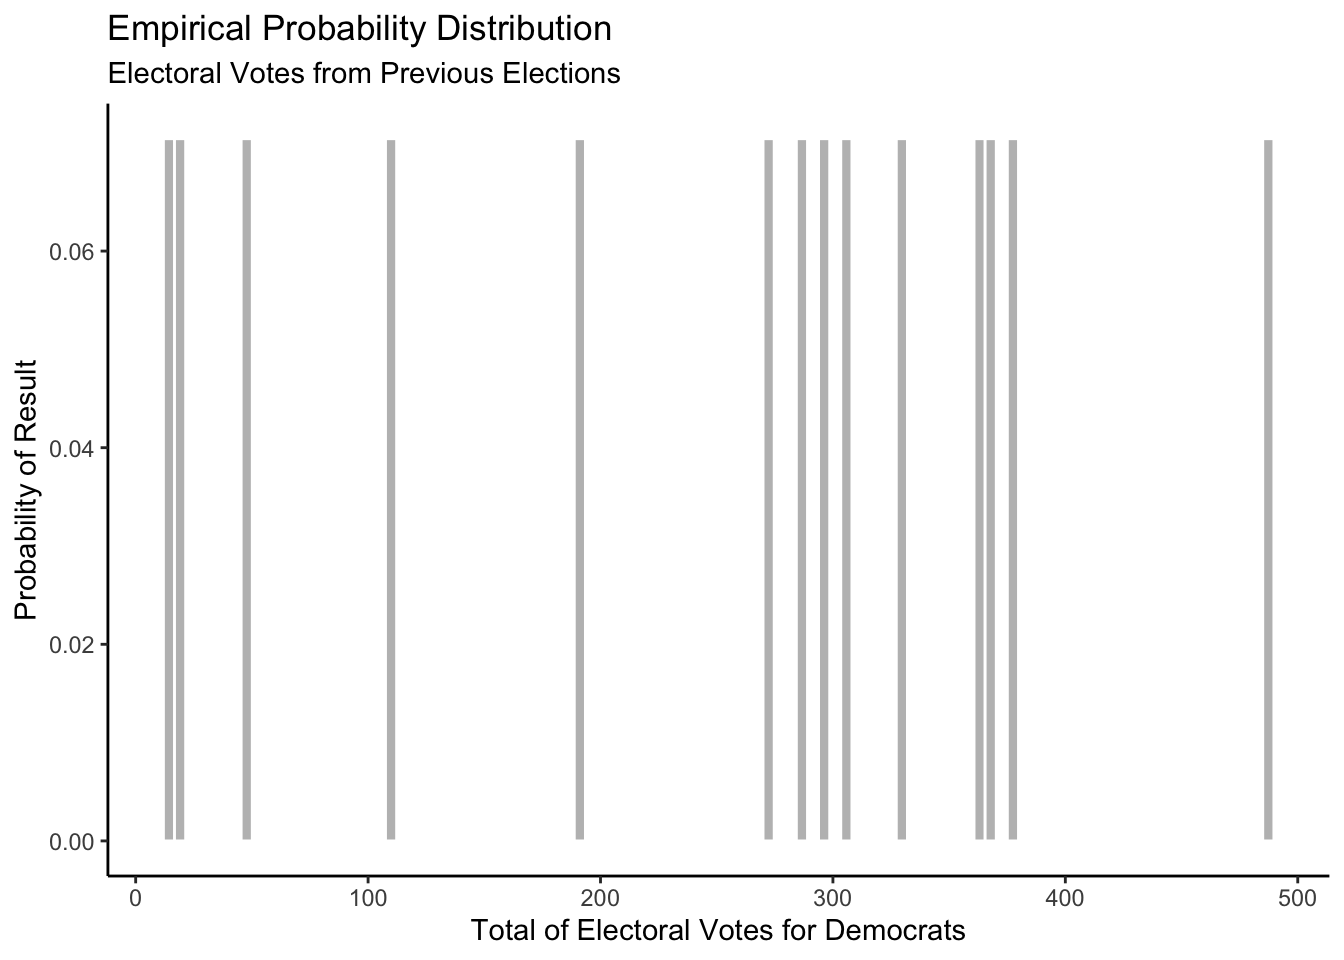 Empirical Probability Distribution
Electoral Votes from Previous Elections
Probability of Result
0.06
0.04
0.02
0.00
0 100 200 300 400 500
Total of Electoral Votes for Democrats